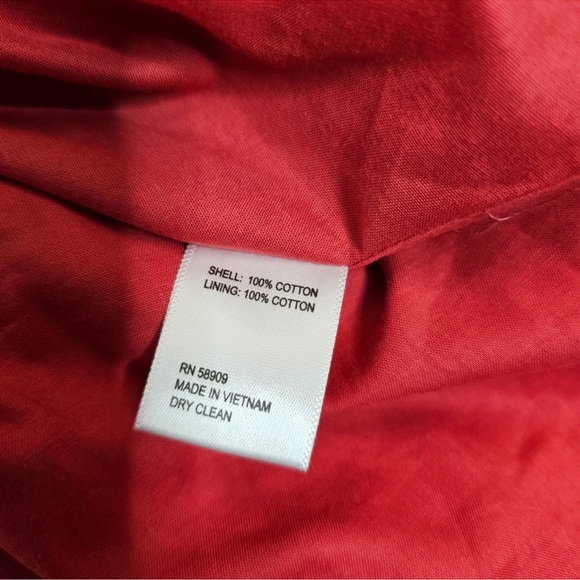 SHELL: 100% COTTON
LINING: 100% COTTON
RN 58909
MADE IN VIETNAM
DRY CLEAN